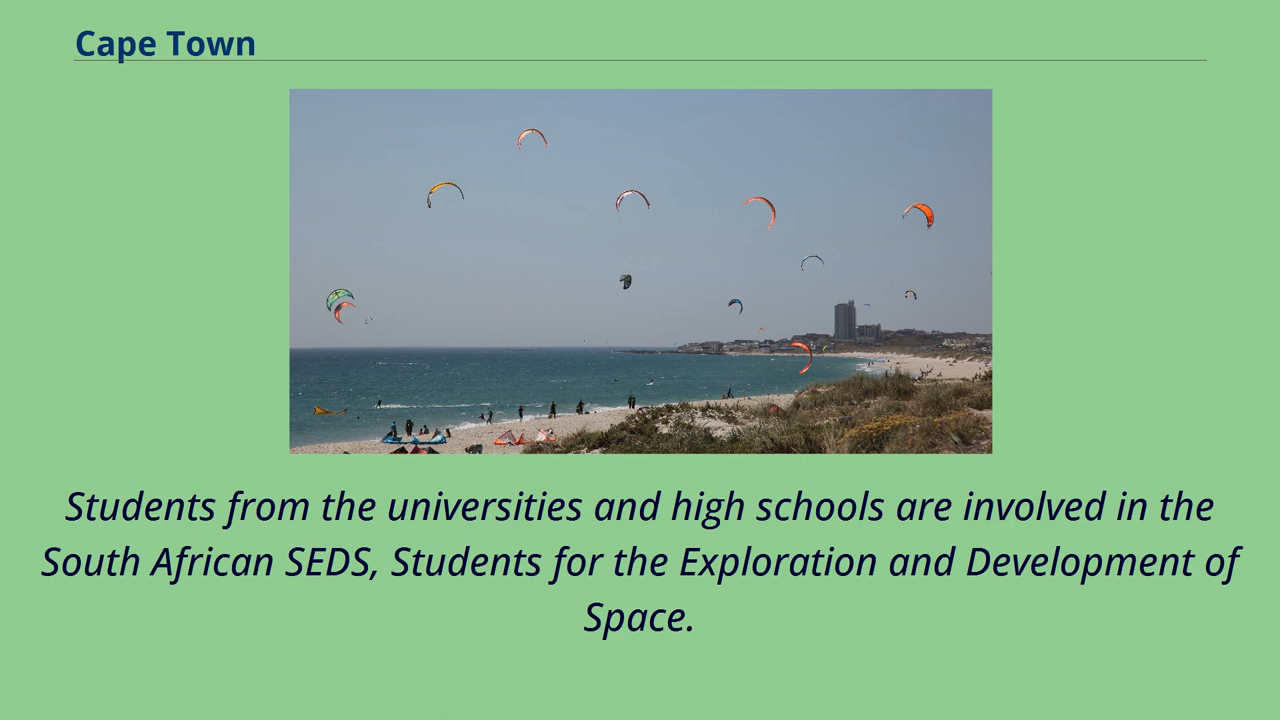 Cape Town
Students from the universities and high schools are involved in the
South African SEDS, Students for the Exploration and Development of
Space.